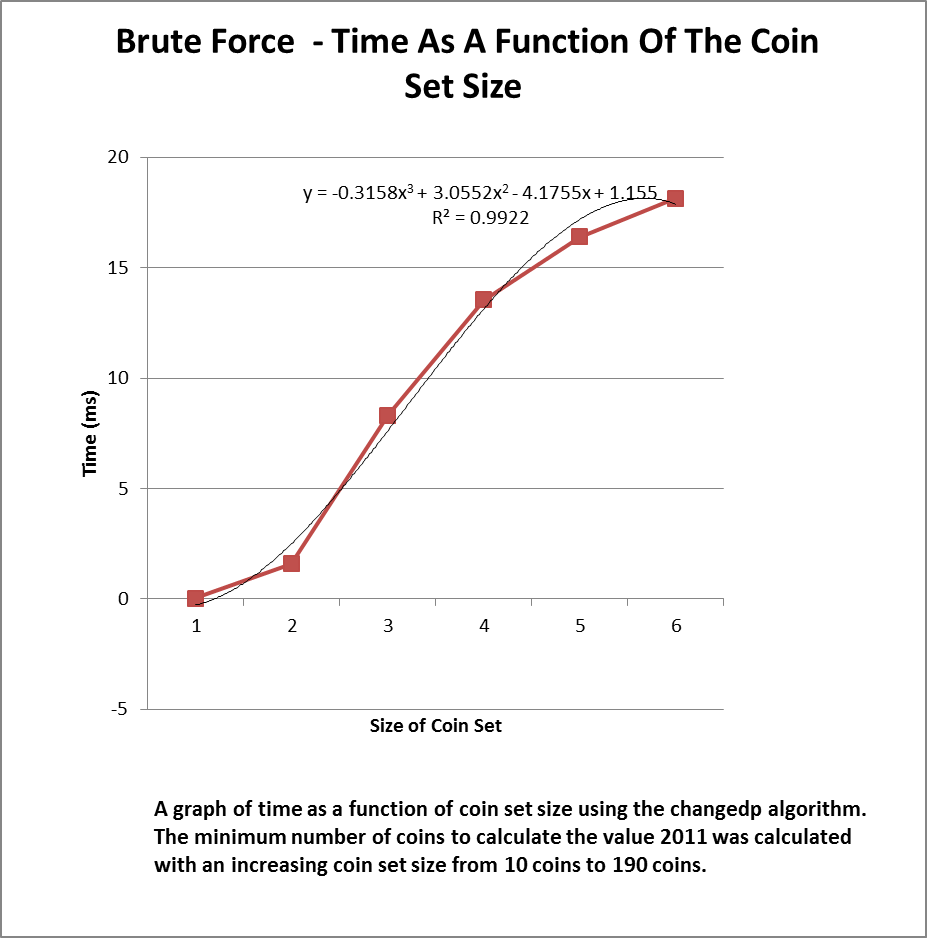 Brute Force  - Time As A Function Of The Coin
Set Size
20
y = -0.3158x³ + 3.0552x² - 4.1755x + 1.155
R² = 0.9922
15
10
Time (ms)
5
0
1 2 3 4 5 6
-5
Size of Coin Set
A graph of time as a function of coin set size using the changedp algorithm.
The minimum number of coins to calculate the value 2011 was calculated
with an increasing coin set size from 10 coins to 190 coins.